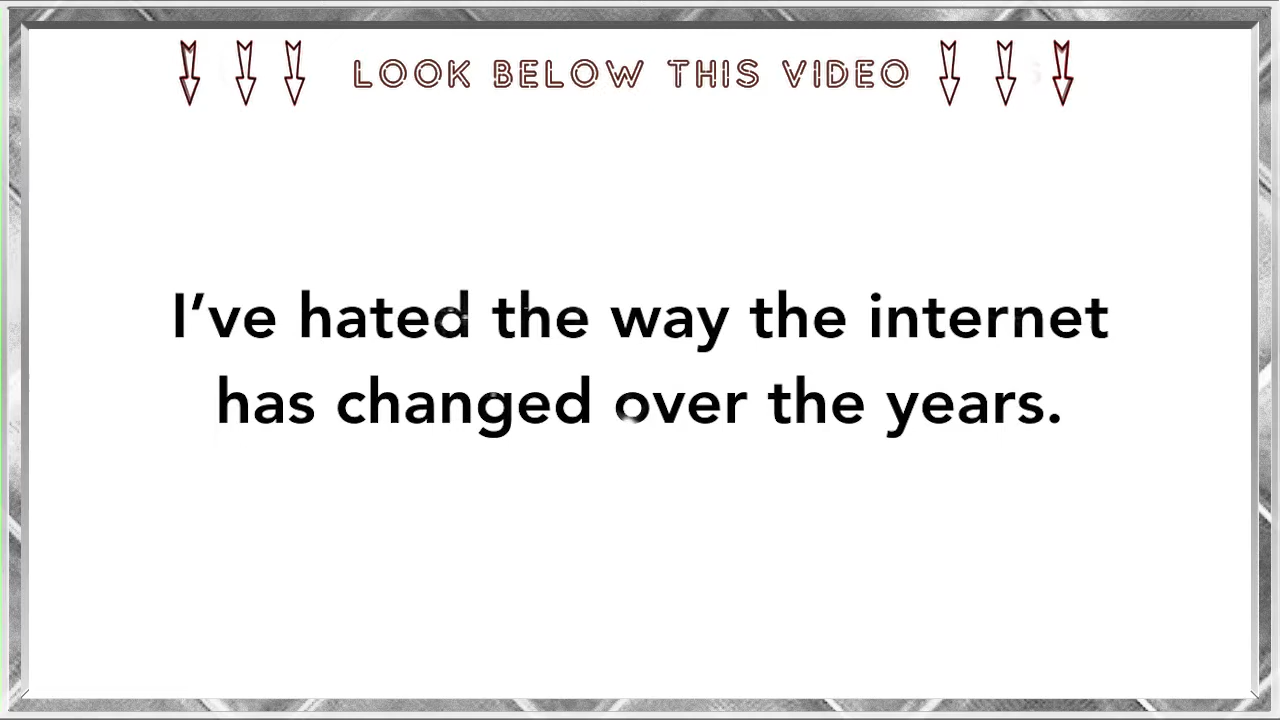 LOOK BELOW THIS VIDEO
I’ve hated the way the internet
has changed over the years.